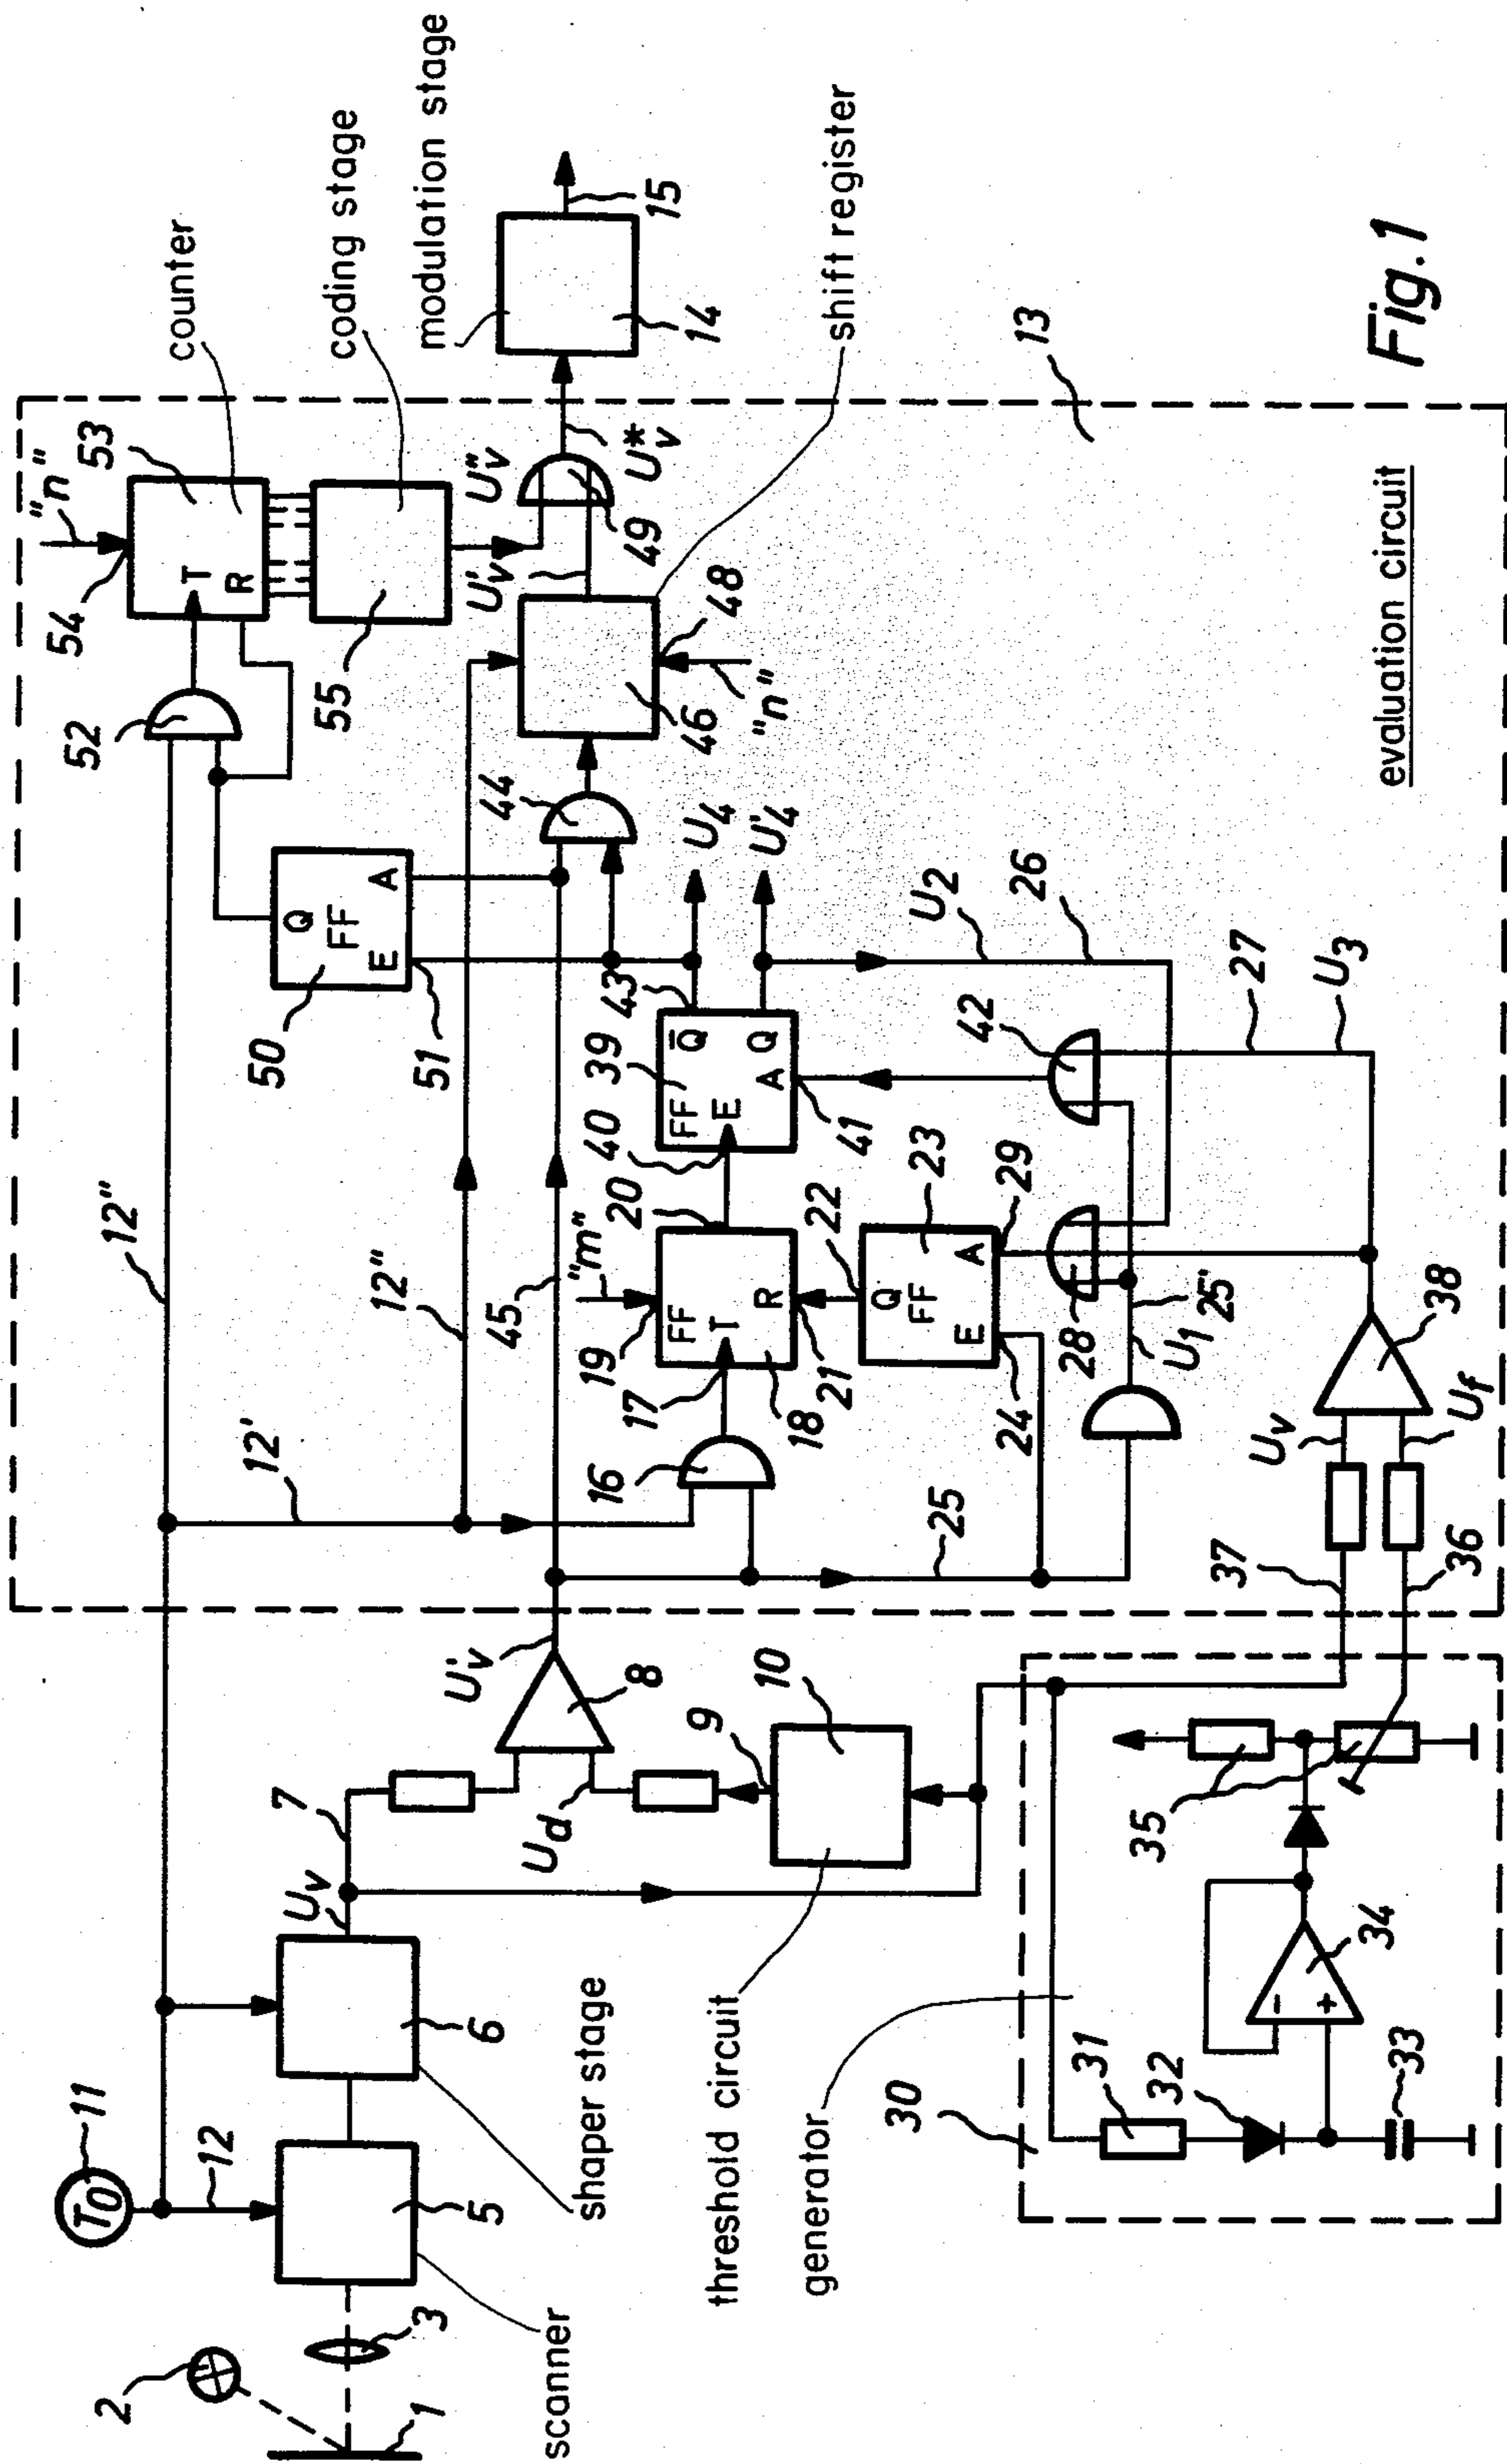 2
1
3
scanner
T0
11
12
5
6
shaper stage
Uv
7
Ud
9
10
threshold circuit
U'v
8
generator
30
31
32
33
34
-
+
35
36
37
Uv
Uf
38
12'
12"
12"
45
25
16
17
18
19
"m"
20
21
22
FF
T
R
Q
FF
E
A
23
24
29
28
U1
25'
40
39
FF
E
Q̄
A
Q
41
42
43
U4
U'4
U2
26
27
U3
50
Q
FF
E
A
51
44
52
54
"n"
53
T
R
counter
55
coding stage
46
48
"n"
shift register
U'v
U"v
49
U*v
modulation stage
14
15
13
evaluation circuit
Fig.1